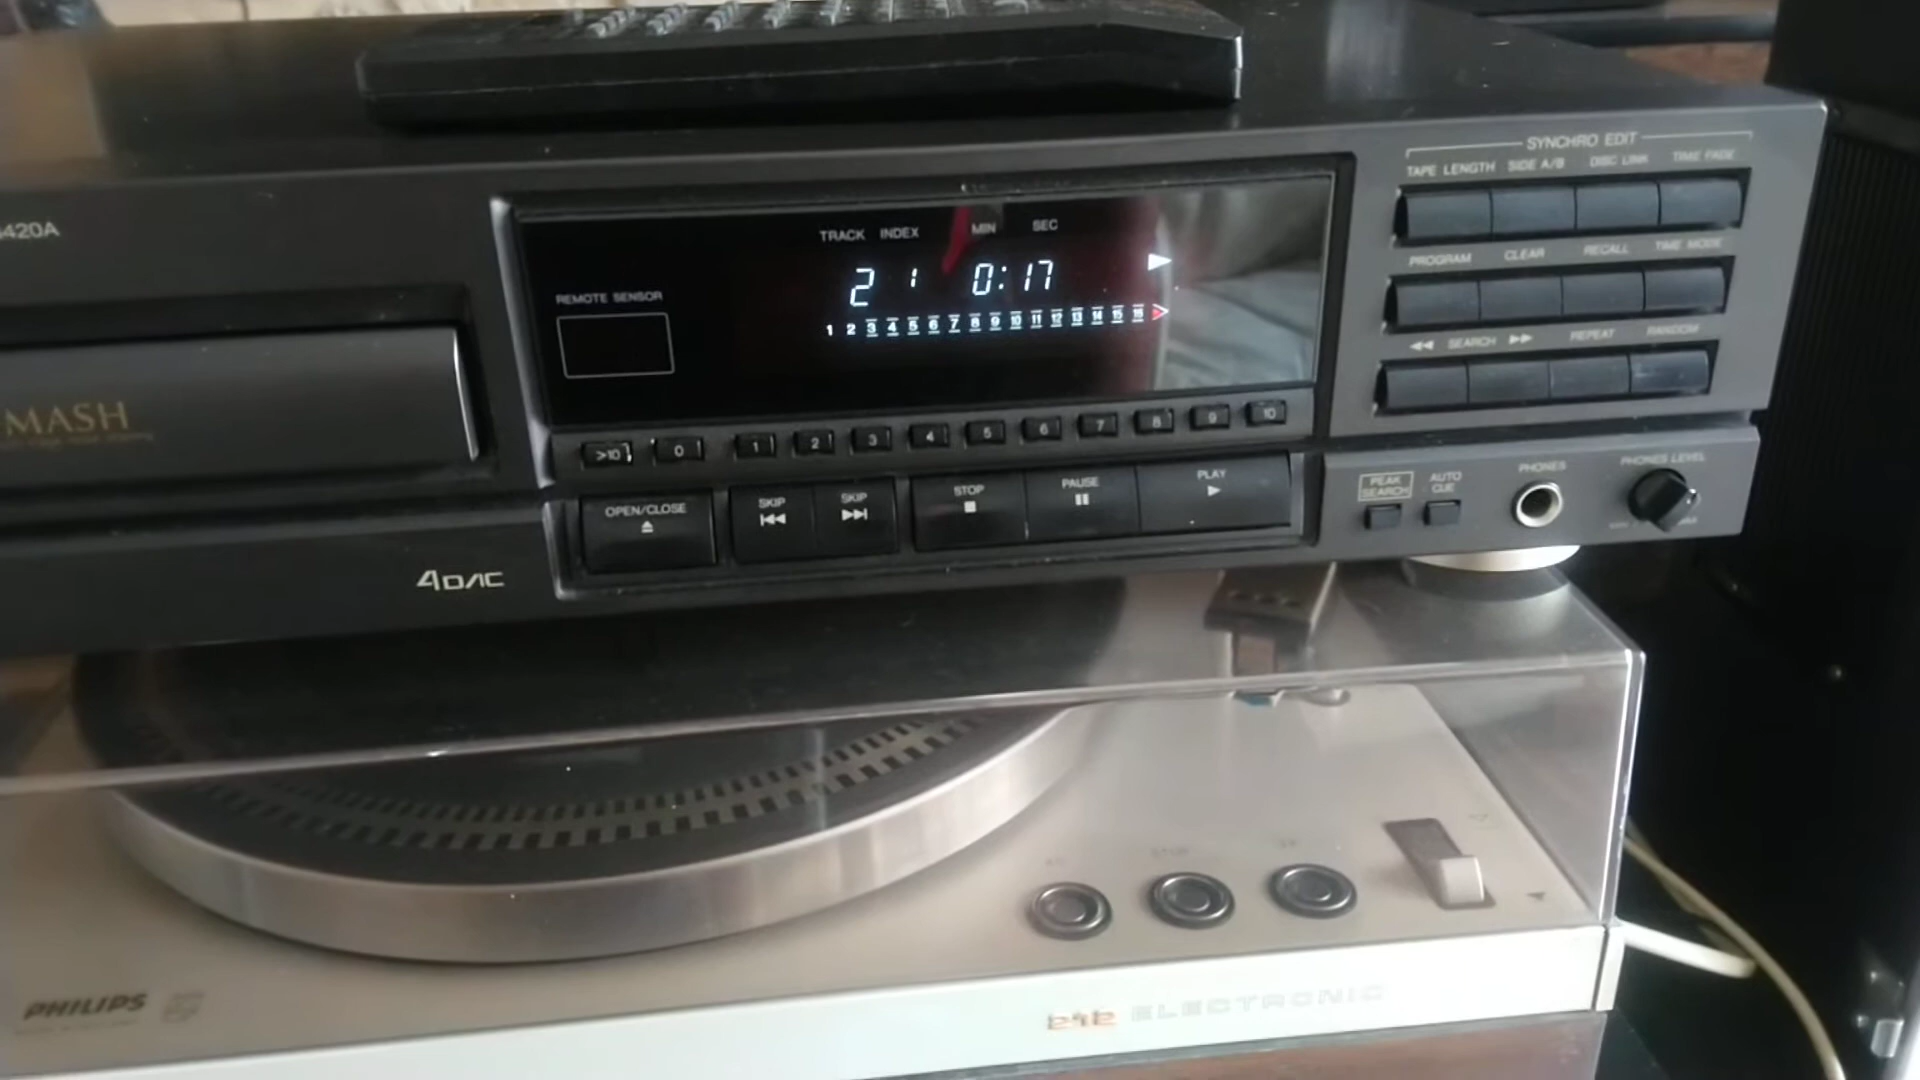 SYNCHRO EDIT
TAPE LENGTH SIDE A/B DISC LINK TIME FADE
420A
TRACK INDEX MIN SEC
2 1 0:17
PROGRAM CLEAR RECALL TIME MODE
REMOTE SENSOR
1 2 3 4 5 6 7 8 9 10 11 12 13 14 15 16
SEARCH REPEAT RANDOM
MASH
>10 0 1 2 3 4 5 6 7 8 9 10
OPEN/CLOSE SKIP SKIP STOP PAUSE PLAY
PEAK SEARCH AUTO CUE PHONES PHONES LEVEL
4DAC
PHILIPS
212 ELECTRONIC